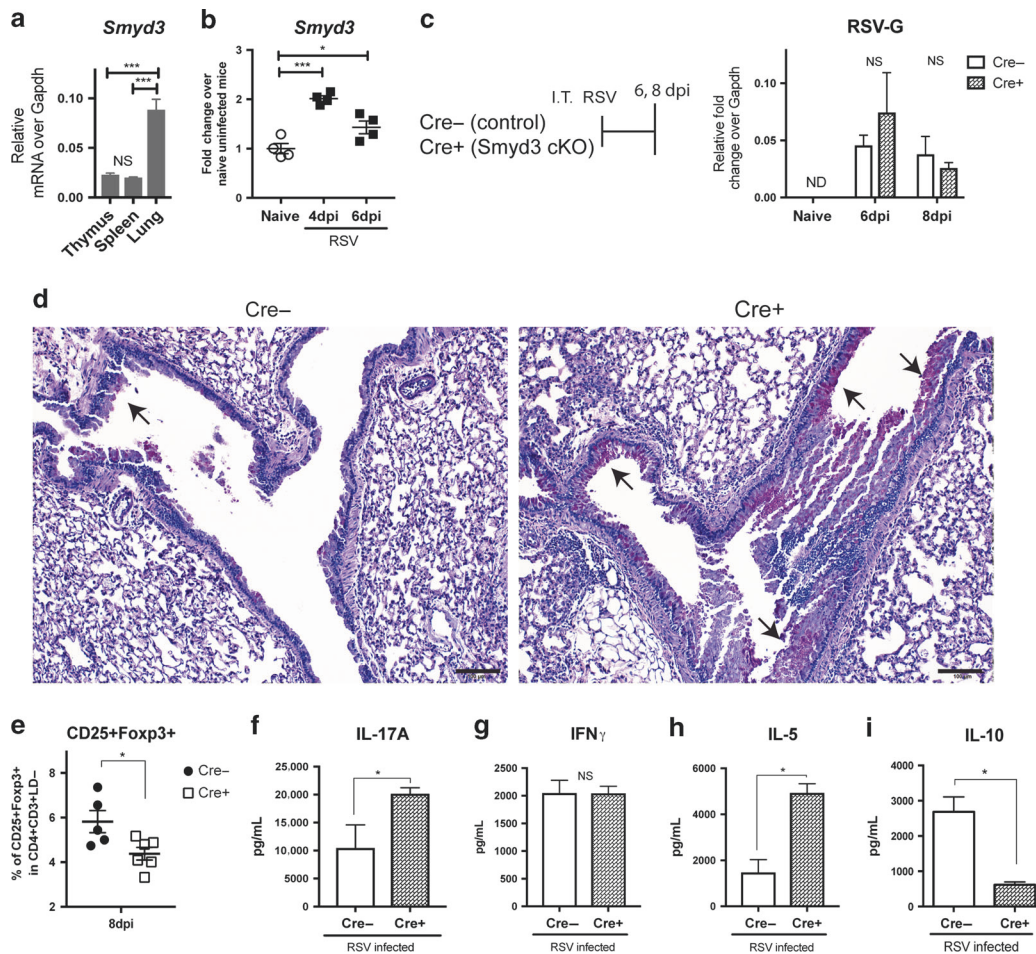 a
Smyd3
***
***
NS
Relative
mRNA over Gapdh
0.10
0.05
0.00
Thymus
Spleen
Lung
b
Smyd3
*
***
Fold change over
naive uninfected mice
3
2
1
0
Naive
4dpi
6dpi
RSV
c
I.T. RSV
6, 8 dpi
Cre– (control)
Cre+ (Smyd3 cKO)
RSV-G
NS
NS
Cre–
Cre+
Relative fold
change over Gapdh
0.10
0.05
0.00
ND
Naive
6dpi
8dpi
d
Cre–
Cre+
e
CD25+Foxp3+
*
Cre–
Cre+
% of CD25+Foxp3+
in CD4+CD3+LD–
8
6
4
2
8dpi
f
IL-17A
*
pg/mL
25.000
20.000
15.000
10.000
5.000
0
Cre–
Cre+
RSV infected
g
IFNγ
NS
pg/mL
2500
2000
1500
1000
500
0
Cre–
Cre+
RSV infected
h
IL-5
*
pg/mL
6000
4000
2000
0
Cre–
Cre+
RSV infected
i
IL-10
*
pg/mL
4000
3000
2000
1000
0
Cre–
Cre+
RSV infected